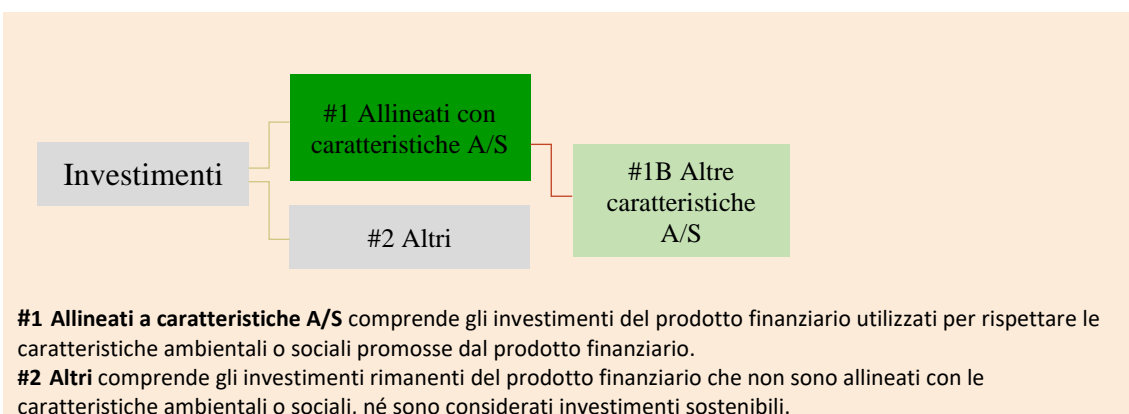 #1 Allineati con
caratteristiche A/S
Investimenti
#1B Altre
caratteristiche
A/S
#2 Altri
#1 Allineati a caratteristiche A/S comprende gli investimenti del prodotto finanziario utilizzati per rispettare le
caratteristiche ambientali o sociali promosse dal prodotto finanziario.
#2 Altri comprende gli investimenti rimanenti del prodotto finanziario che non sono allineati con le
caratteristiche ambientali o sociali, né sono considerati investimenti sostenibili.